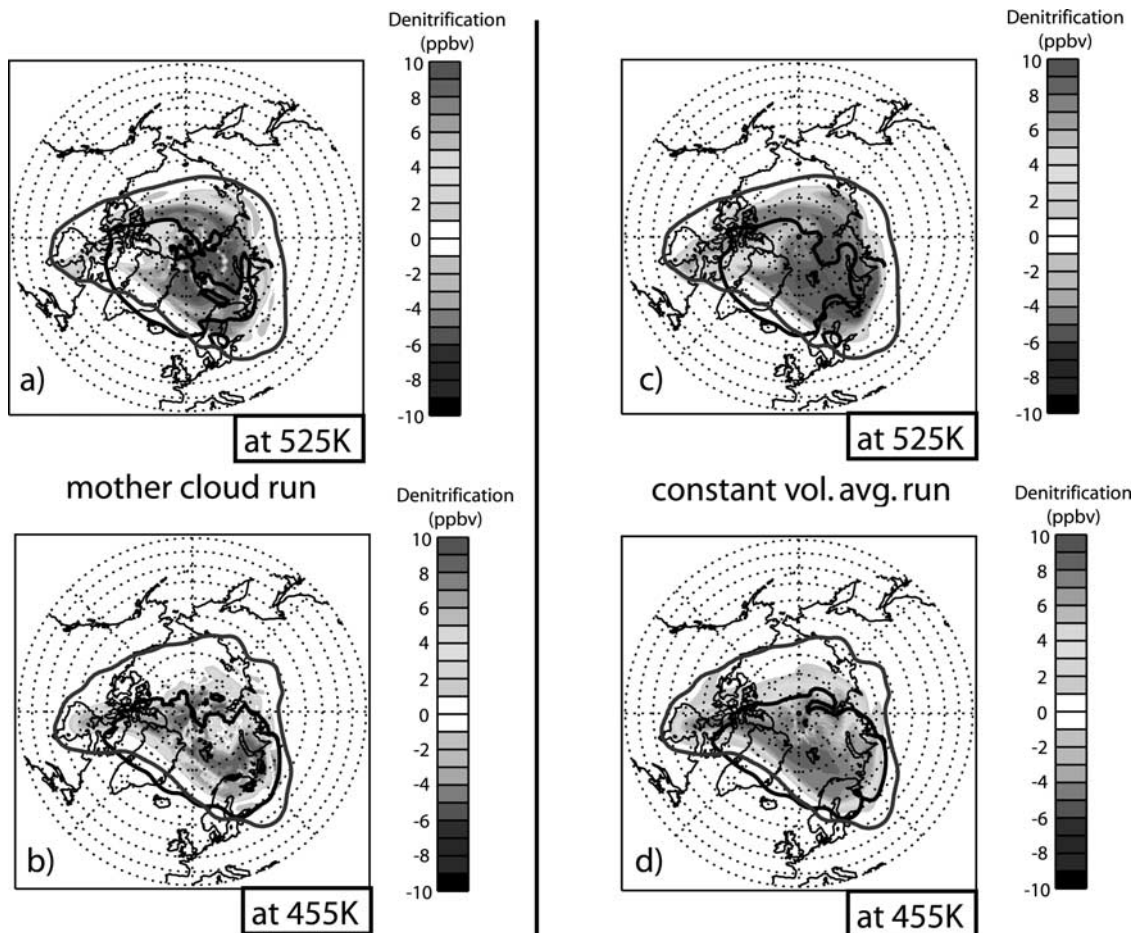 Denitrification
(ppbv)
10
8
6
4
2
0
-2
-4
-6
-8
-10
a)
at 525K
Denitrification
(ppbv)
10
8
6
4
2
0
-2
-4
-6
-8
-10
c)
at 525K
mother cloud run
constant vol. avg. run
Denitrification
(ppbv)
10
8
6
4
2
0
-2
-4
-6
-8
-10
b)
at 455K
Denitrification
(ppbv)
10
8
6
4
2
0
-2
-4
-6
-8
-10
d)
at 455K